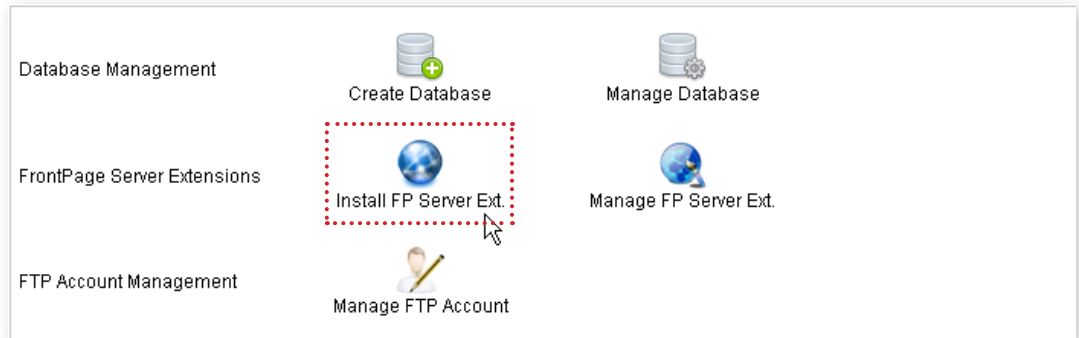 Database Management
Create Database
Manage Database
FrontPage Server Extensions
Install FP Server Ext.
Manage FP Server Ext.
FTP Account Management
Manage FTP Account